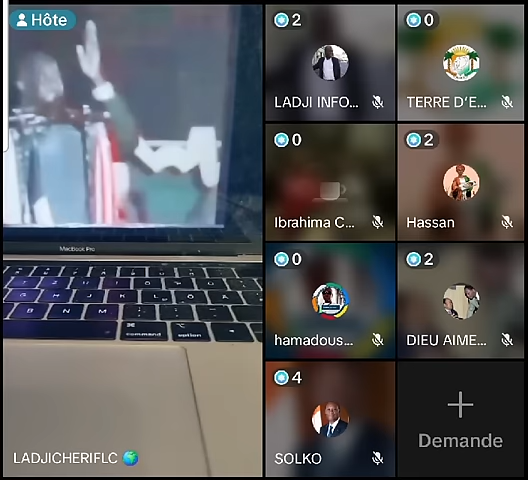 Hôte
MacBook Pro
B
N
M
command
option
LADJICHERIFLC 🌍
2
LADJI INFO...
0
TERRE D'E...
0
Ibrahima C...
2
Hassan
0
hamadous...
2
DIEU AIME...
4
SOLKO
+
Demande